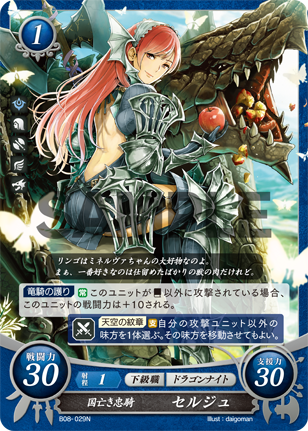 1
SAMPLE
リンゴはミネルヴァちゃんの大好物なのよ。
まぁ、一番好きなのは仕留めたばかりの獣の肉だけれど。
竜騎の護り 常 このユニットが 以外に攻撃されている場合、
このユニットの戦闘力は+10される。
天空の紋章 攻 自分の攻撃ユニット以外の
味方を1体選ぶ。その味方を移動させてもよい。
戦闘力
30
射程 1 下級職 ドラゴンナイト
支援力
30
国亡き忠騎 セルジュ
B08-029N
Illust：daigoman